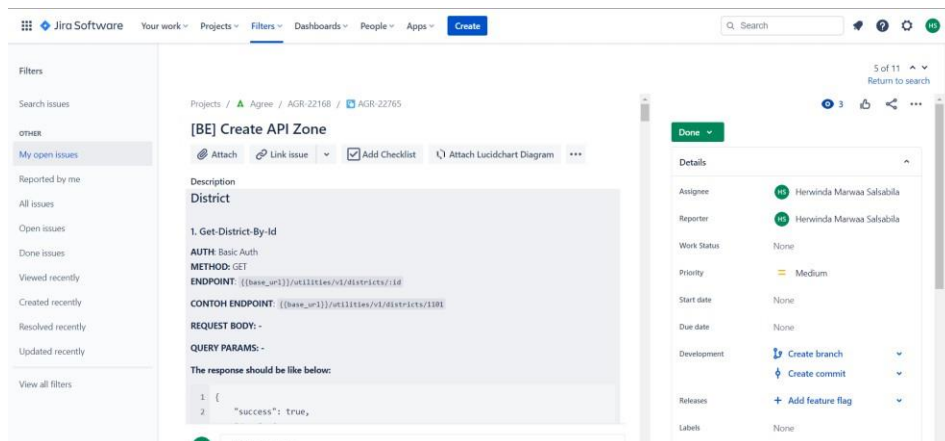 Jira Software
Your work
Projects
Filters
Dashboards
People
Apps
Create
Search
HS
Filters
Search issues
OTHER
My open issues
Reported by me
All issues
Open issues
Done issues
Viewed recently
Created recently
Resolved recently
Updated recently
View all filters
5 of 11
Return to search
Projects / Agree / AGR-22168 / AGR-22765
[BE] Create API Zone
Attach
Link issue
Add Checklist
Attach Lucidchart Diagram
Description
District
1. Get-District-By-Id
AUTH: Basic Auth
METHOD: GET
ENDPOINT: {{base_url}}/utilities/v1/districts/:id
CONTOH ENDPOINT: {{base_url}}/utilities/v1/districts/1101
REQUEST BODY: -
QUERY PARAMS: -
The response should be like below:
1 {
2 "success": true,
3
Done
Details
Assignee HS Herwinda Marwaa Salsabila
Reporter HS Herwinda Marwaa Salsabila
Work Status None
Priority Medium
Start date None
Due date None
Development Create branch
Create commit
Releases + Add feature flag
Labels None